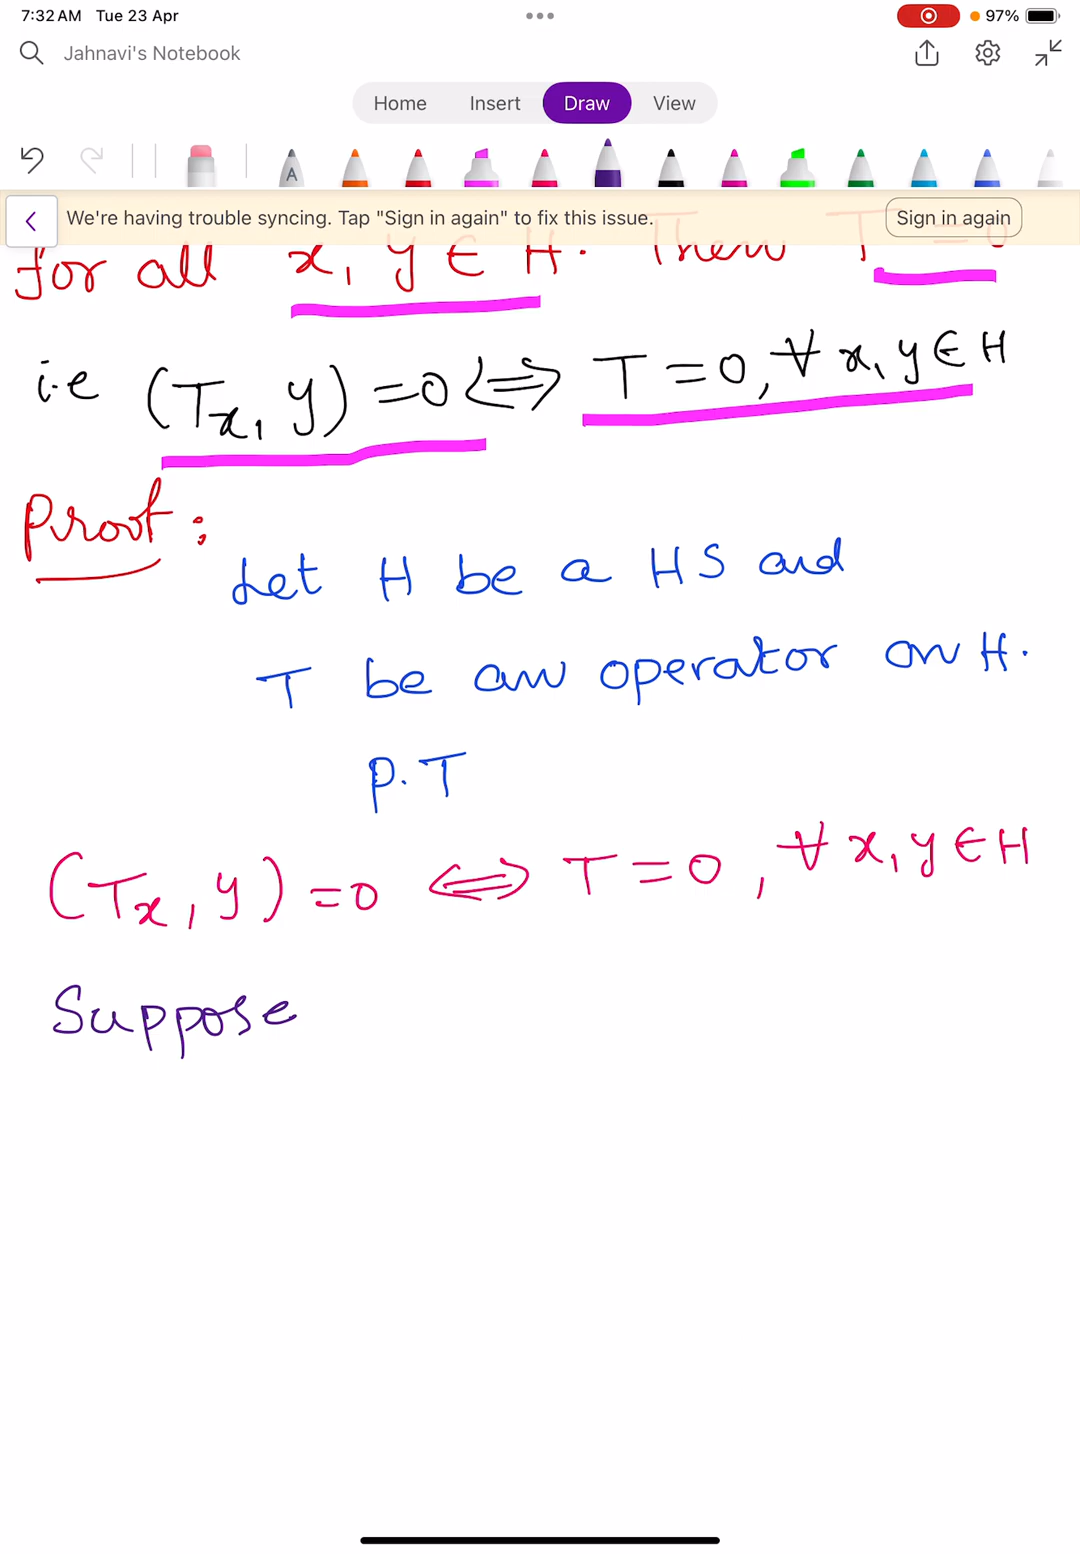 7:32 AM Tue 23 Apr
97%
Jahnavi's Notebook
Home Insert Draw View
A
We're having trouble syncing. Tap "Sign in again" to fix this issue. Sign in again
for all x, y ∈ H. Then T = 0
i.e (Tx, y) = 0 ⟺ T = 0, ∀ x, y ∈ H
Proof:
Let H be a HS and
T be an operator on H.
P.T
(Tx, y) = 0 ⟺ T = 0, ∀ x, y ∈ H
Suppose